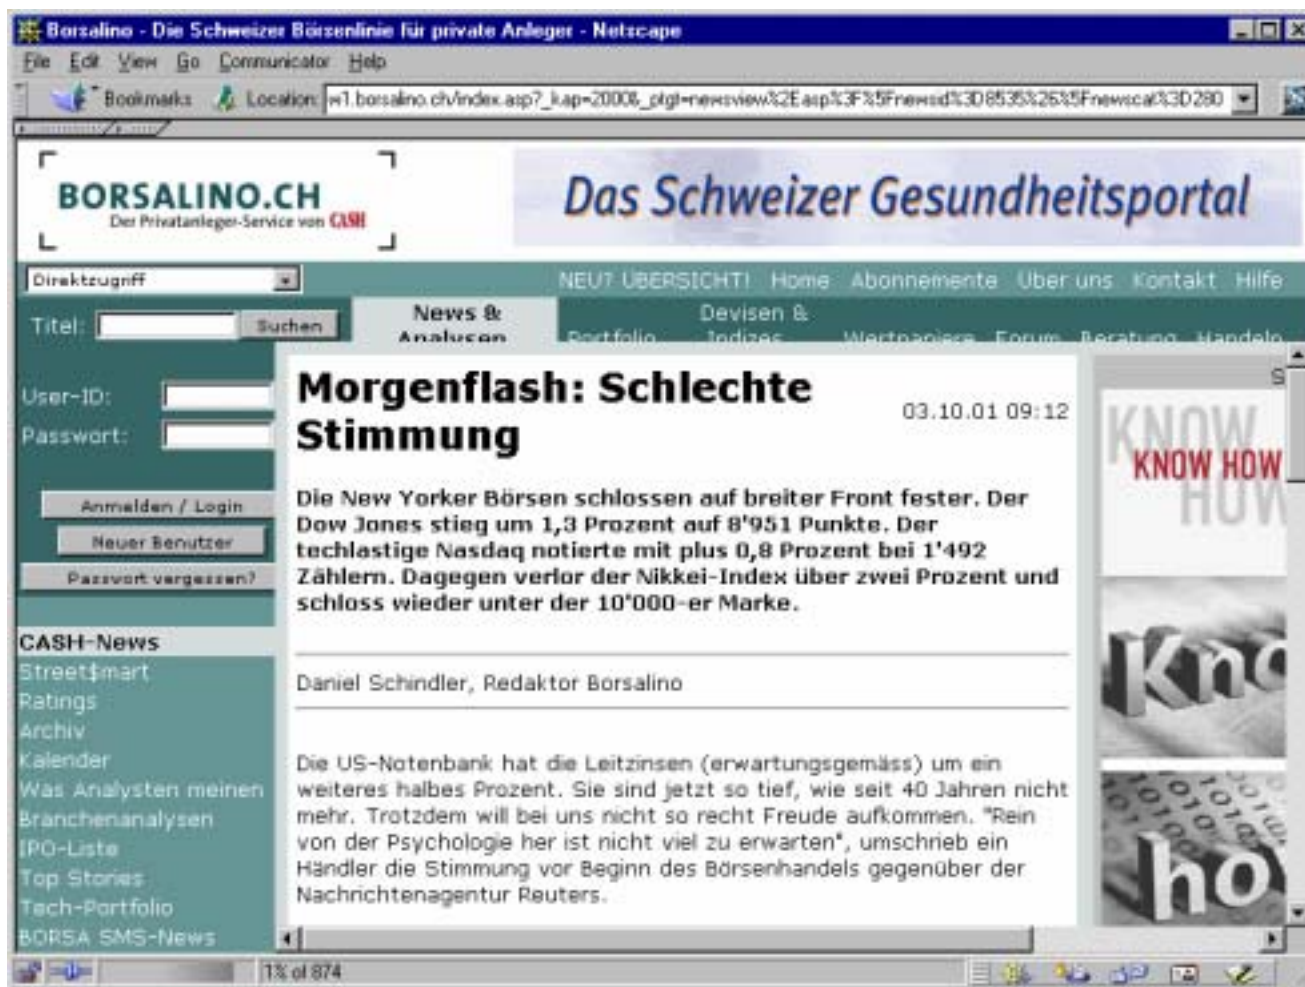 Borsalino - Die Schweizer Börsenlinie für private Anleger - Netscape
File Edit View Go Communicator Help
Bookmarks Location: w1.borsalino.ch/index.asp?_kap=2000&_ptgt=newsview%2Easp%3F%5Fnewsid%3D8535%26%5Fnewscat%3D280
BORSALINO.CH
Der Privatanleger-Service von CASH
Das Schweizer Gesundheitsportal
Direktzugriff
NEU? ÜBERSICHT! Home Abonnemente Über uns Kontakt Hilfe
Titel: Suchen
News & Analysen
Portfolio
Devisen & Indizes
Wertpapiere Forum Beratung Handeln
User-ID:
Passwort:
Anmelden / Login
Neuer Benutzer
Passwort vergessen?
CASH-News
Street$mart
Ratings
Archiv
Kalender
Was Analysten meinen
Branchenanalysen
IPO-Liste
Top Stories
Tech-Portfolio
BORSA SMS-News
Morgenflash: Schlechte
Stimmung
03.10.01 09:12
Die New Yorker Börsen schlossen auf breiter Front fester. Der
Dow Jones stieg um 1,3 Prozent auf 8'951 Punkte. Der
techlastige Nasdaq notierte mit plus 0,8 Prozent bei 1'492
Zählern. Dagegen verlor der Nikkei-Index über zwei Prozent und
schloss wieder unter der 10'000-er Marke.
Daniel Schindler, Redaktor Borsalino
Die US-Notenbank hat die Leitzinsen (erwartungsgemäss) um ein
weiteres halbes Prozent. Sie sind jetzt so tief, wie seit 40 Jahren nicht
mehr. Trotzdem will bei uns nicht so recht Freude aufkommen. "Rein
von der Psychologie her ist nicht viel zu erwarten", umschrieb ein
Händler die Stimmung vor Beginn des Börsenhandels gegenüber der
Nachrichtenagentur Reuters.
S
KNOW
KNOW HOW
HOW
Kno
ho
1% of 874